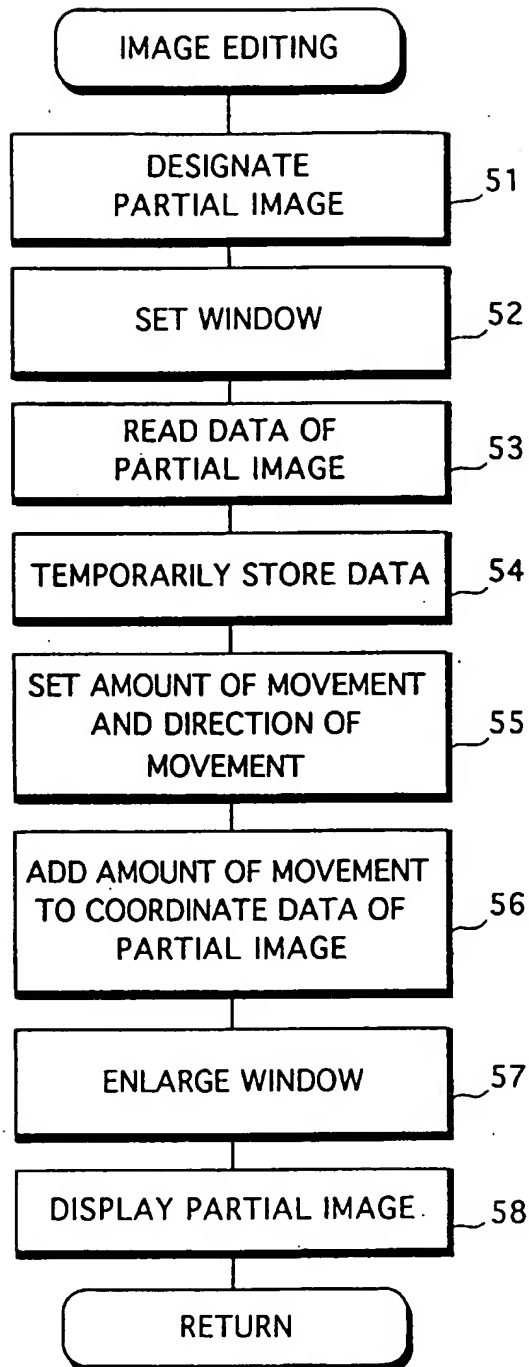 IMAGE EDITING
DESIGNATE
PARTIAL IMAGE
51
SET WINDOW
52
READ DATA OF
PARTIAL IMAGE
53
TEMPORARILY STORE DATA
54
SET AMOUNT OF MOVEMENT
AND DIRECTION OF
MOVEMENT
55
ADD AMOUNT OF MOVEMENT
TO COORDINATE DATA OF
PARTIAL IMAGE
56
ENLARGE WINDOW
57
DISPLAY PARTIAL IMAGE
58
RETURN